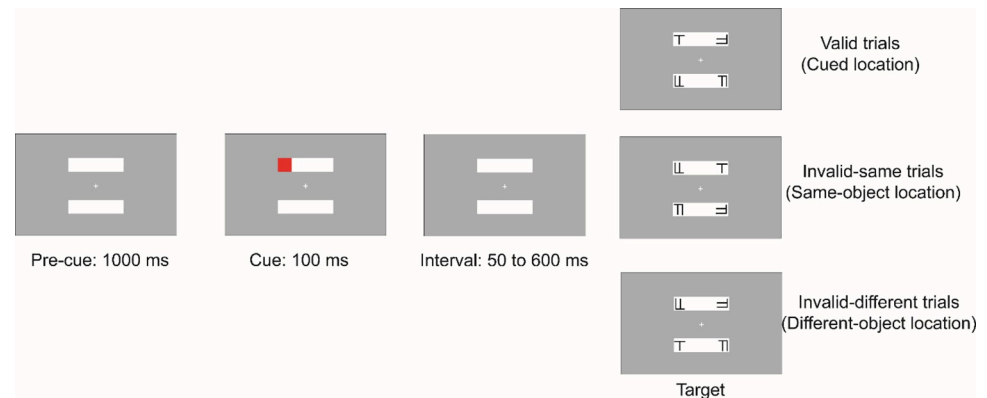 Valid trials
(Cued location)
Invalid-same trials
(Same-object location)
Pre-cue: 1000 ms
Cue: 100 ms
Interval: 50 to 600 ms
Invalid-different trials
(Different-object location)
Target